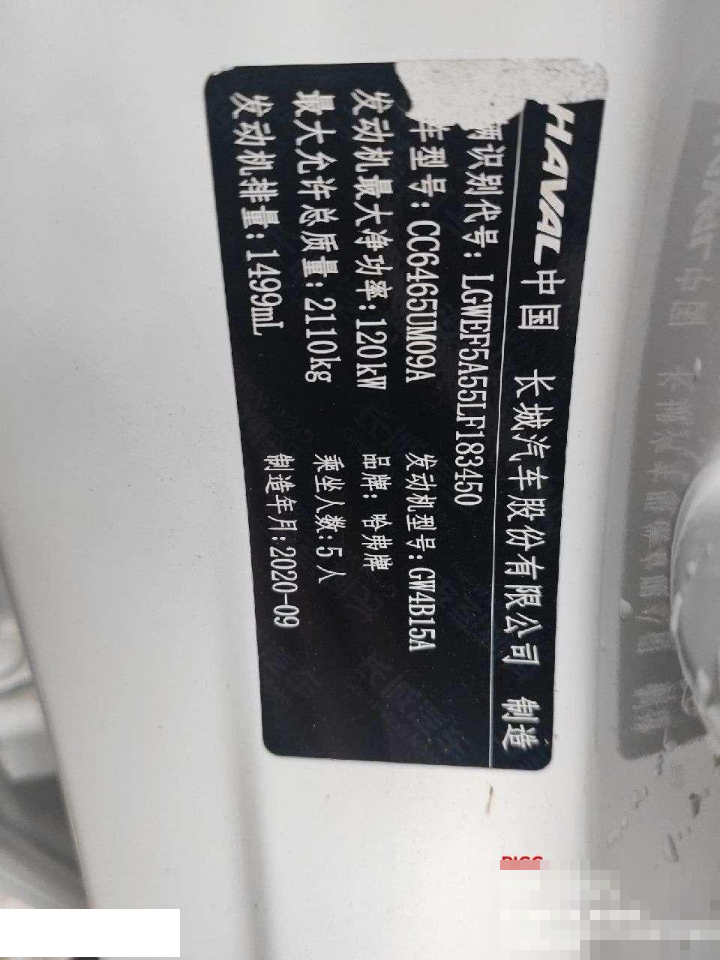 HAVAL 中国 长城汽车股份有限公司 制造
辆识别代号: LGWEF5A55LF183450
车型号: CC6465UM09A 发动机型号: GW4B15A
发动机最大净功率: 120kW 品牌: 哈弗牌
最大允许总质量: 2110kg 乘坐人数: 5人
发动机排量: 1499mL 制造年月: 2020-09